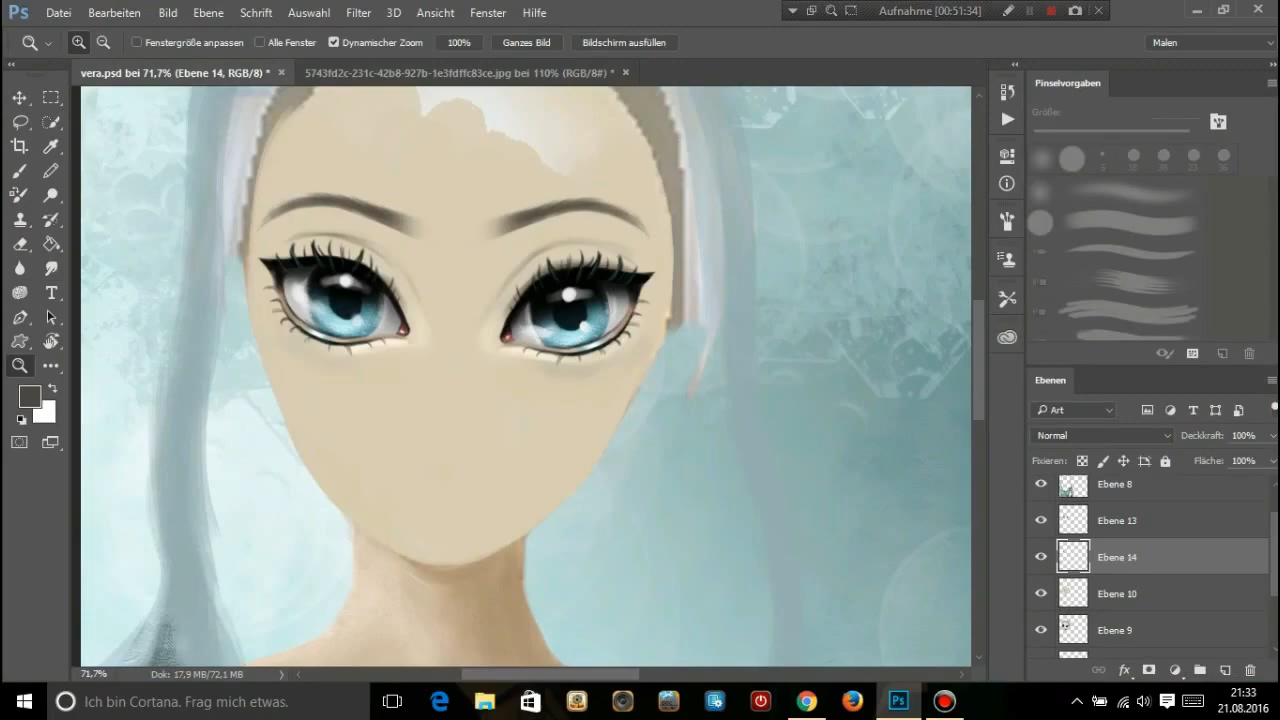 Ps Datei Bearbeiten Bild Ebene Schrift Auswahl Filter 3D Ansicht Fenster Hilfe
Aufnahme [00:51:34]
Fenstergröße anpassen Alle Fenster Dynamischer Zoom 100% Ganzes Bild Bildschirm ausfüllen Malen
vera.psd bei 71,7% (Ebene 14, RGB/8) * 5743fd2c-231c-42b8-927b-1e3fdffc83ce.jpg bei 110% (RGB/8#) *
Pinselvorgaben
Größe:
Ebenen
Art
Normal Deckkraft: 100%
Fixieren: Fläche: 100%
Ebene 8
Ebene 13
Ebene 14
Ebene 10
Ebene 9
fx
71,7% Dok: 17,9 MB/72,1 MB
Ich bin Cortana. Frag mich etwas.
Ps
21:33
21.08.2016